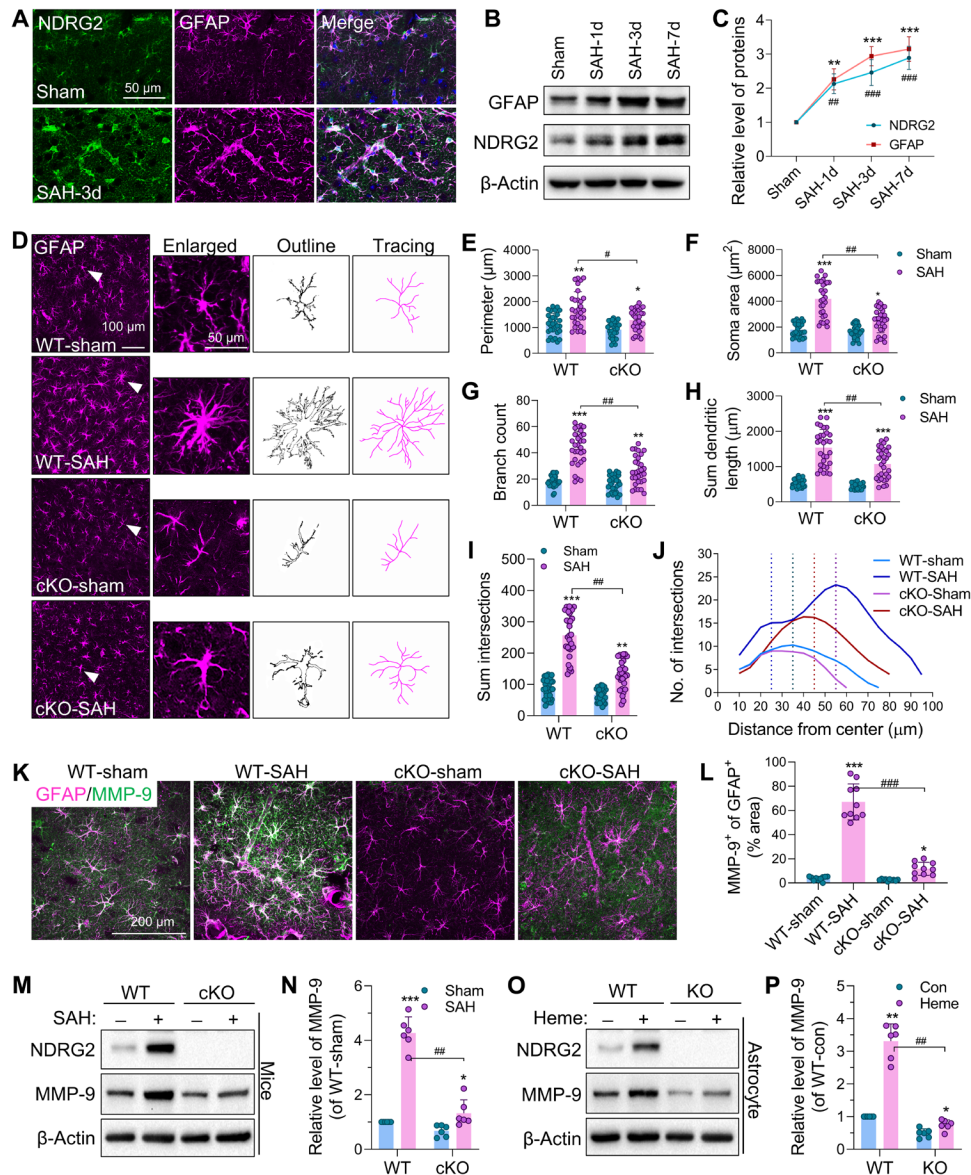 A
NDRG2
GFAP
Merge
Sham
50 μm
SAH-3d
B
Sham
SAH-1d
SAH-3d
SAH-7d
GFAP
NDRG2
β-Actin
C
Relative level of proteins
4
3
2
1
0
**
***
***
##
###
###
NDRG2
GFAP
Sham
SAH-1d
SAH-3d
SAH-7d
D
GFAP
Enlarged
Outline
Tracing
100 μm
WT-sham
50 μm
WT-SAH
cKO-sham
cKO-SAH
E
Perimeter (μm)
4000
3000
2000
1000
0
#
**
*
WT
cKO
F
Soma area (μm²)
8000
6000
4000
2000
0
##
***
*
Sham
SAH
WT
cKO
G
Branch count
80
60
40
20
0
##
***
**
WT
cKO
H
Sum dendritic
length (μm)
3000
2000
1000
0
##
***
***
Sham
SAH
WT
cKO
I
Sum intersections
500
400
300
200
100
0
Sham
SAH
##
***
**
WT
cKO
J
No. of intersections
30
25
20
15
10
5
0
WT-sham
WT-SAH
cKO-Sham
cKO-SAH
0 10 20 30 40 50 60 70 80 90 100
Distance from center (μm)
K
WT-sham
WT-SAH
cKO-sham
cKO-SAH
GFAP/MMP-9
200 μm
L
MMP-9⁺ of GFAP⁺
(% area)
100
80
60
40
20
0
***
###
*
WT-sham
WT-SAH
cKO-sham
cKO-SAH
M
WT
cKO
SAH: – + – +
NDRG2
MMP-9
β-Actin
Mice
N
Relative level of MMP-9
(of WT-sham)
6
4
2
0
Sham
SAH
***
##
*
WT
cKO
O
WT
KO
Heme: – + – +
NDRG2
MMP-9
β-Actin
Astrocyte
P
Relative level of MMP-9
(of WT-con)
5
4
3
2
1
0
Con
Heme
**
##
*
WT
KO